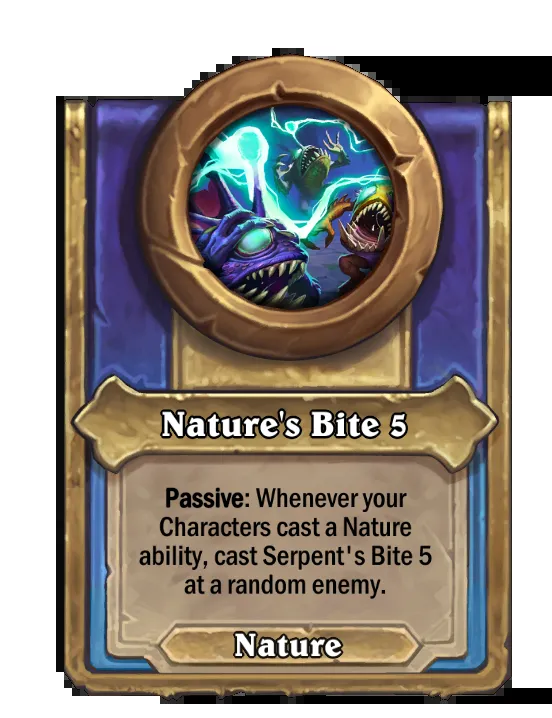 Nature's Bite 5
Passive: Whenever your
Characters cast a Nature
ability, cast Serpent's Bite 5
at a random enemy.
Nature